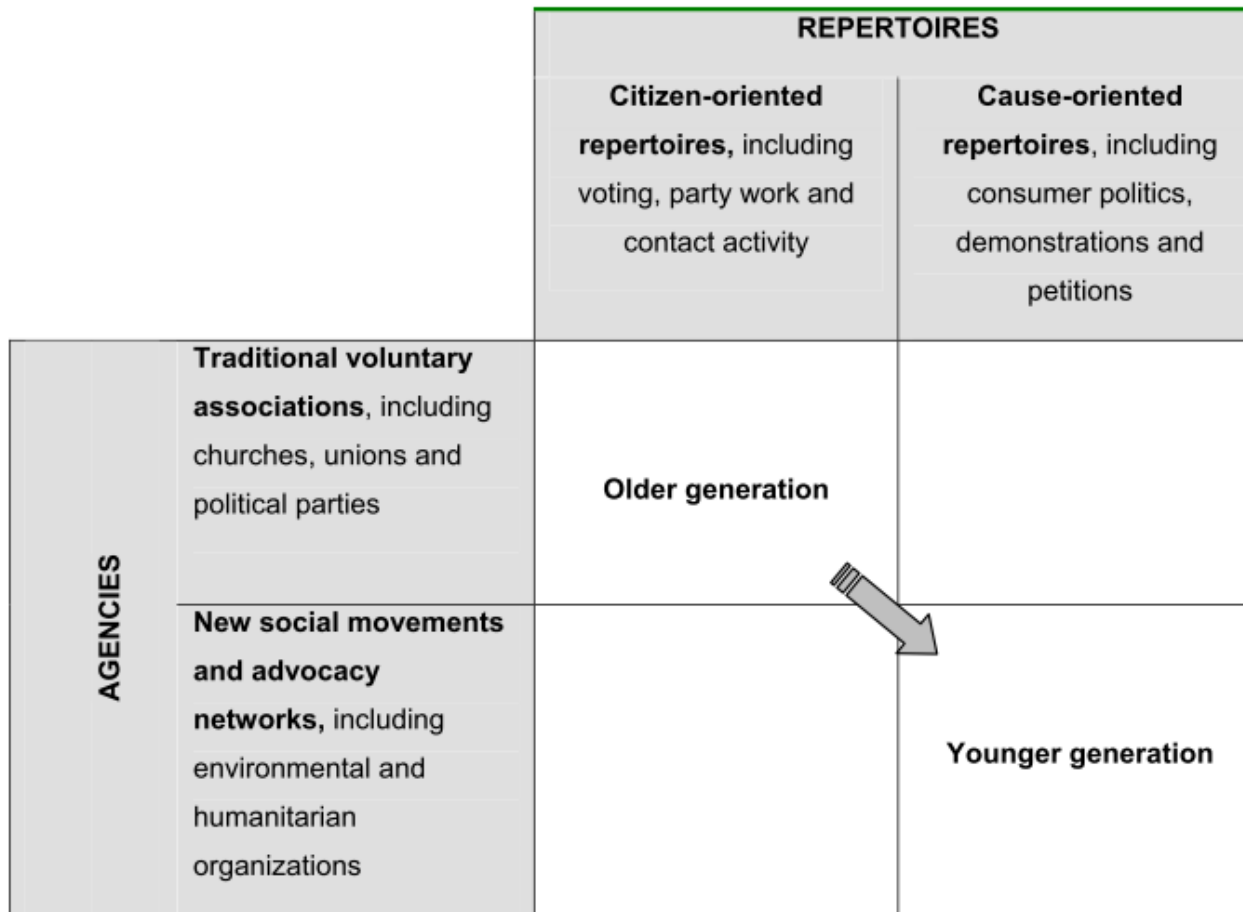 REPERTOIRES
Citizen-oriented
repertoires, including
voting, party work and
contact activity
Cause-oriented
repertoires, including
consumer politics,
demonstrations and
petitions
AGENCIES
Traditional voluntary
associations, including
churches, unions and
political parties
Older generation
New social movements
and advocacy
networks, including
environmental and
humanitarian
organizations
Younger generation